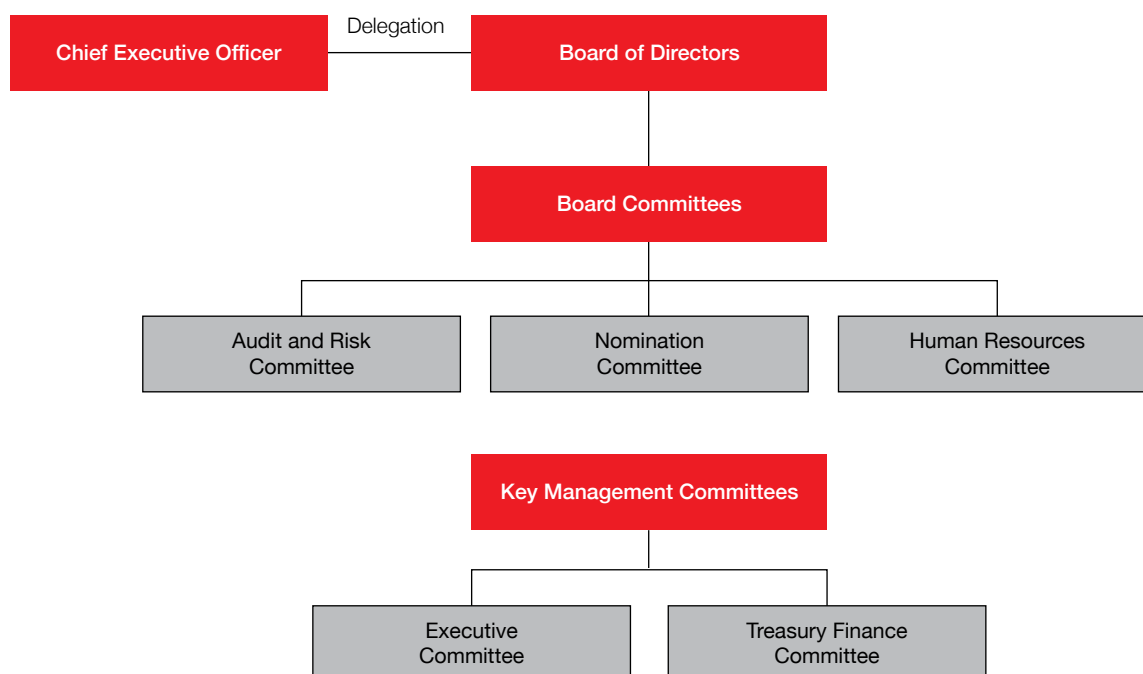 Delegation
Chief Executive Officer
Board of Directors
Board Committees
Audit and Risk
Committee
Nomination
Committee
Human Resources
Committee
Key Management Committees
Executive
Committee
Treasury Finance
Committee